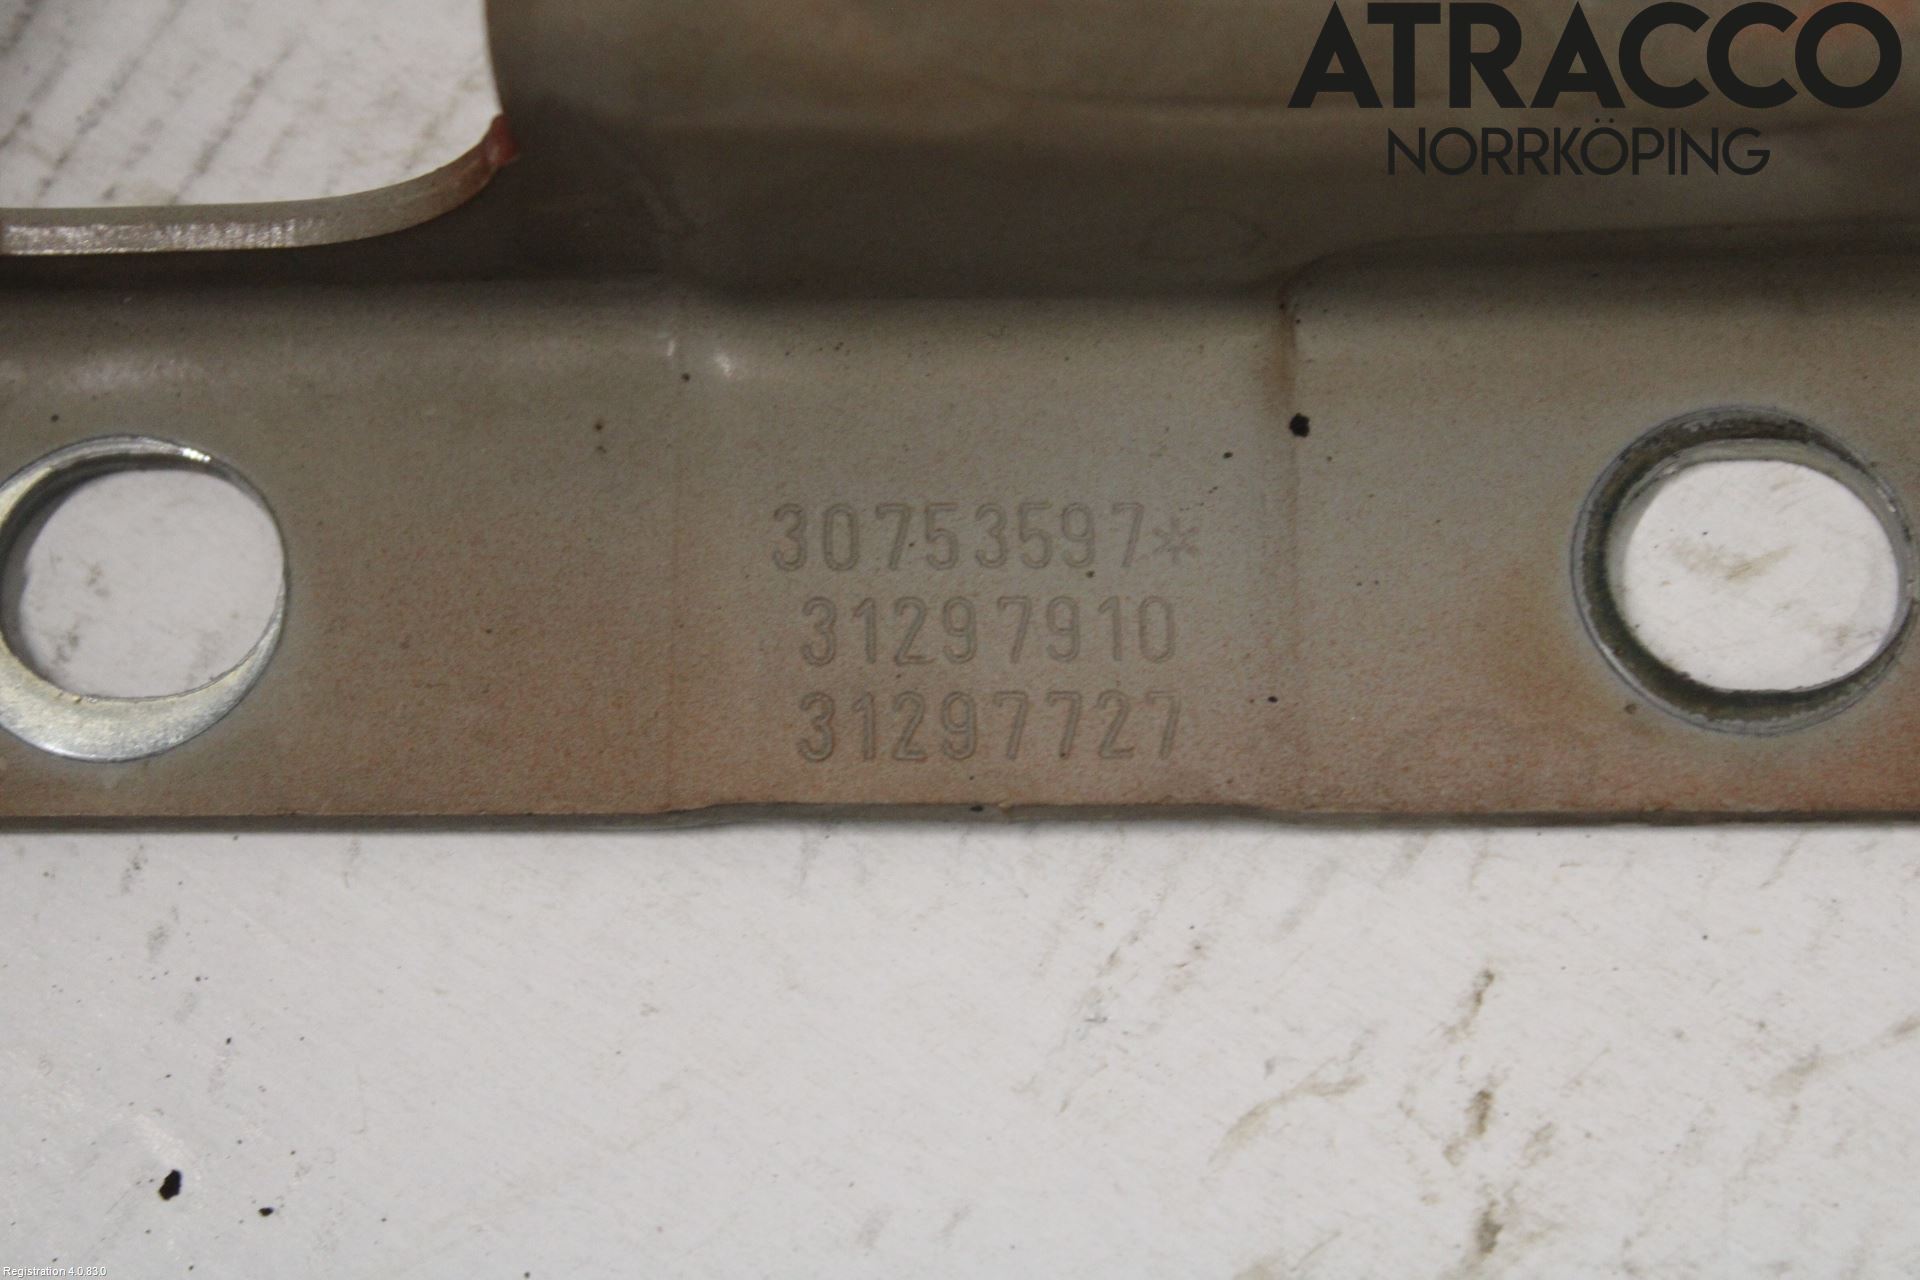 ATRACCO
NORRKÖPING
30753597*
31297910
31297727
Registration 4.0.83.0